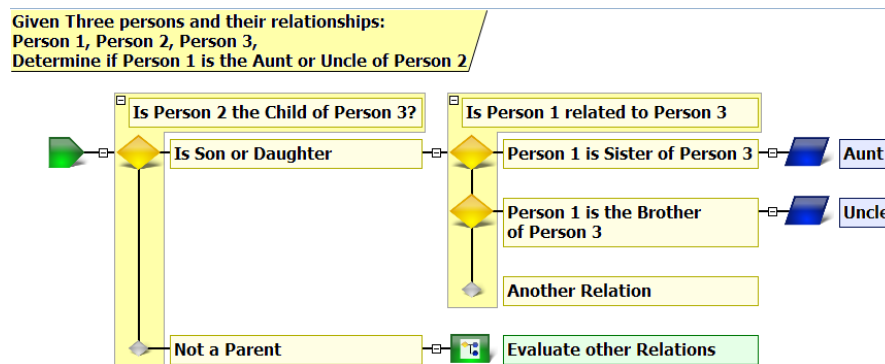 Given Three persons and their relationships:
Person 1, Person 2, Person 3,
Determine if Person 1 is the Aunt or Uncle of Person 2
Is Person 2 the Child of Person 3?
Is Person 1 related to Person 3
Is Son or Daughter
Person 1 is Sister of Person 3
Aunt
Person 1 is the Brother
of Person 3
Uncle
Another Relation
Not a Parent
Evaluate other Relations